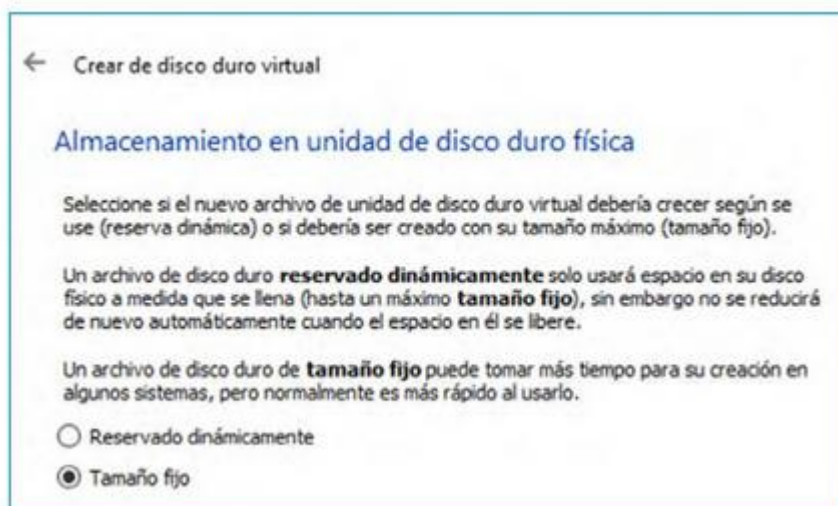 Crear de disco duro virtual
Almacenamiento en unidad de disco duro física
Seleccione si el nuevo archivo de unidad de disco duro virtual debería crecer según se
use (reserva dinámica) o si debería ser creado con su tamaño máximo (tamaño fijo).
Un archivo de disco duro reservado dinámicamente solo usará espacio en su disco
físico a medida que se llena (hasta un máximo tamaño fijo), sin embargo no se reducirá
de nuevo automáticamente cuando el espacio en él se libere.
Un archivo de disco duro de tamaño fijo puede tomar más tiempo para su creación en
algunos sistemas, pero normalmente es más rápido al usarlo.
Reservado dinámicamente
Tamaño fijo